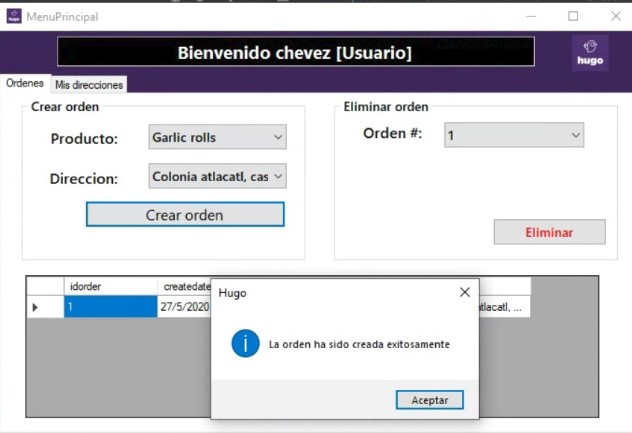 MenuPrincipal
Bienvenido chevez [Usuario]
hugo
Ordenes
Mis direcciones
Crear orden
Producto:
Garlic rolls
Direccion:
Colonia atlacatl, cas
Crear orden
Eliminar orden
Orden #:
1
Eliminar
idorder
createdate
1
27/5/2020
atlacatl, ...
Hugo
La orden ha sido creada exitosamente
Aceptar